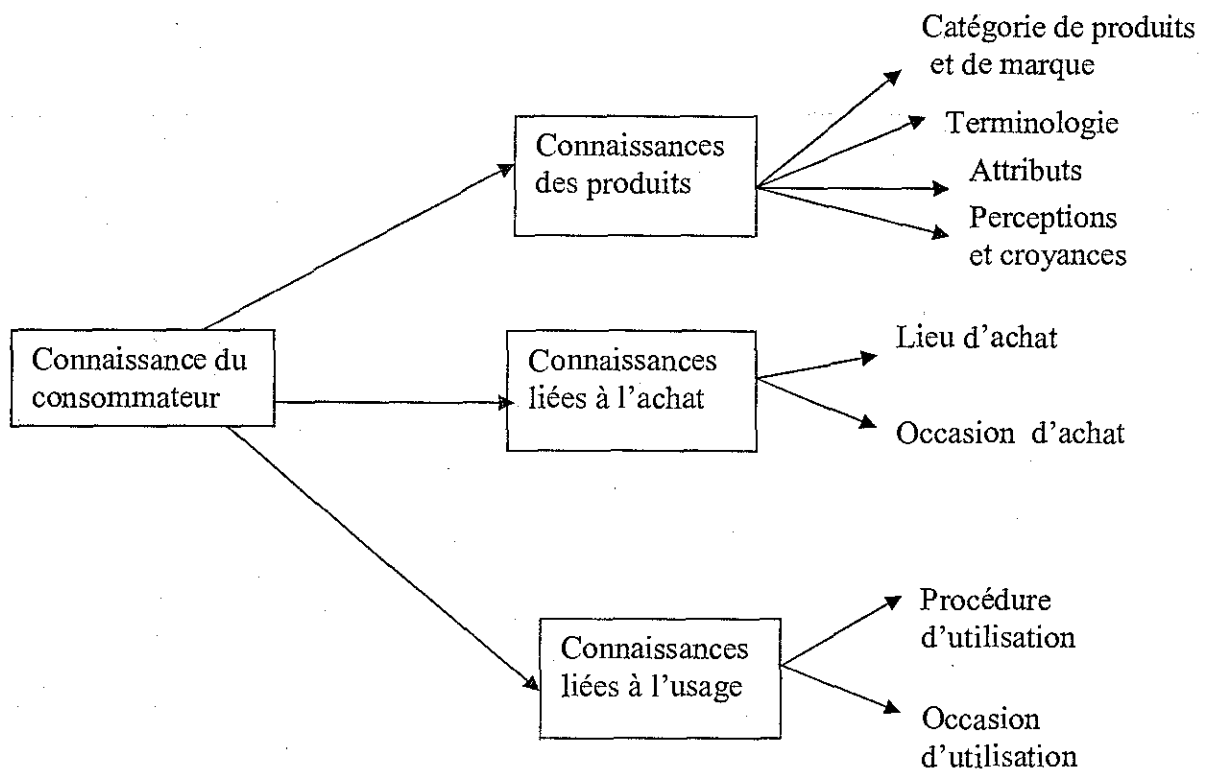 Catégorie de produits
et de marque
Connaissances
des produits
Terminologie
Attributs
Perceptions
et croyances
Connaissance du
consommateur
Connaissances
liées à l'achat
Lieu d'achat
Occasion d'achat
Connaissances
liées à l'usage
Procédure
d'utilisation
Occasion
d'utilisation